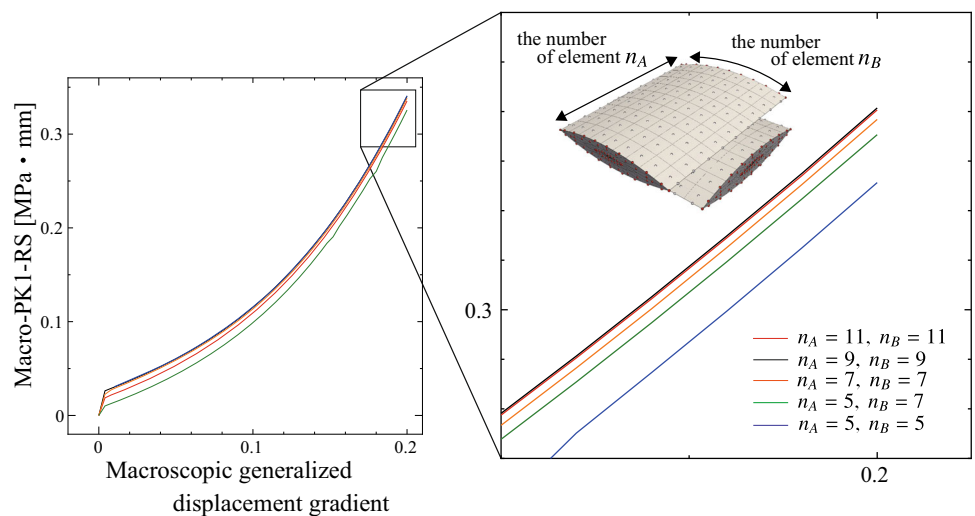 Macro-PK1-RS [MPa・mm]
0.3
0.2
0.1
0
0
0.1
0.2
Macroscopic generalized
displacement gradient
the number
of element n_A
the number
of element n_B
0.3
0.2
n_A = 11, n_B = 11
n_A = 9, n_B = 9
n_A = 7, n_B = 7
n_A = 5, n_B = 7
n_A = 5, n_B = 5